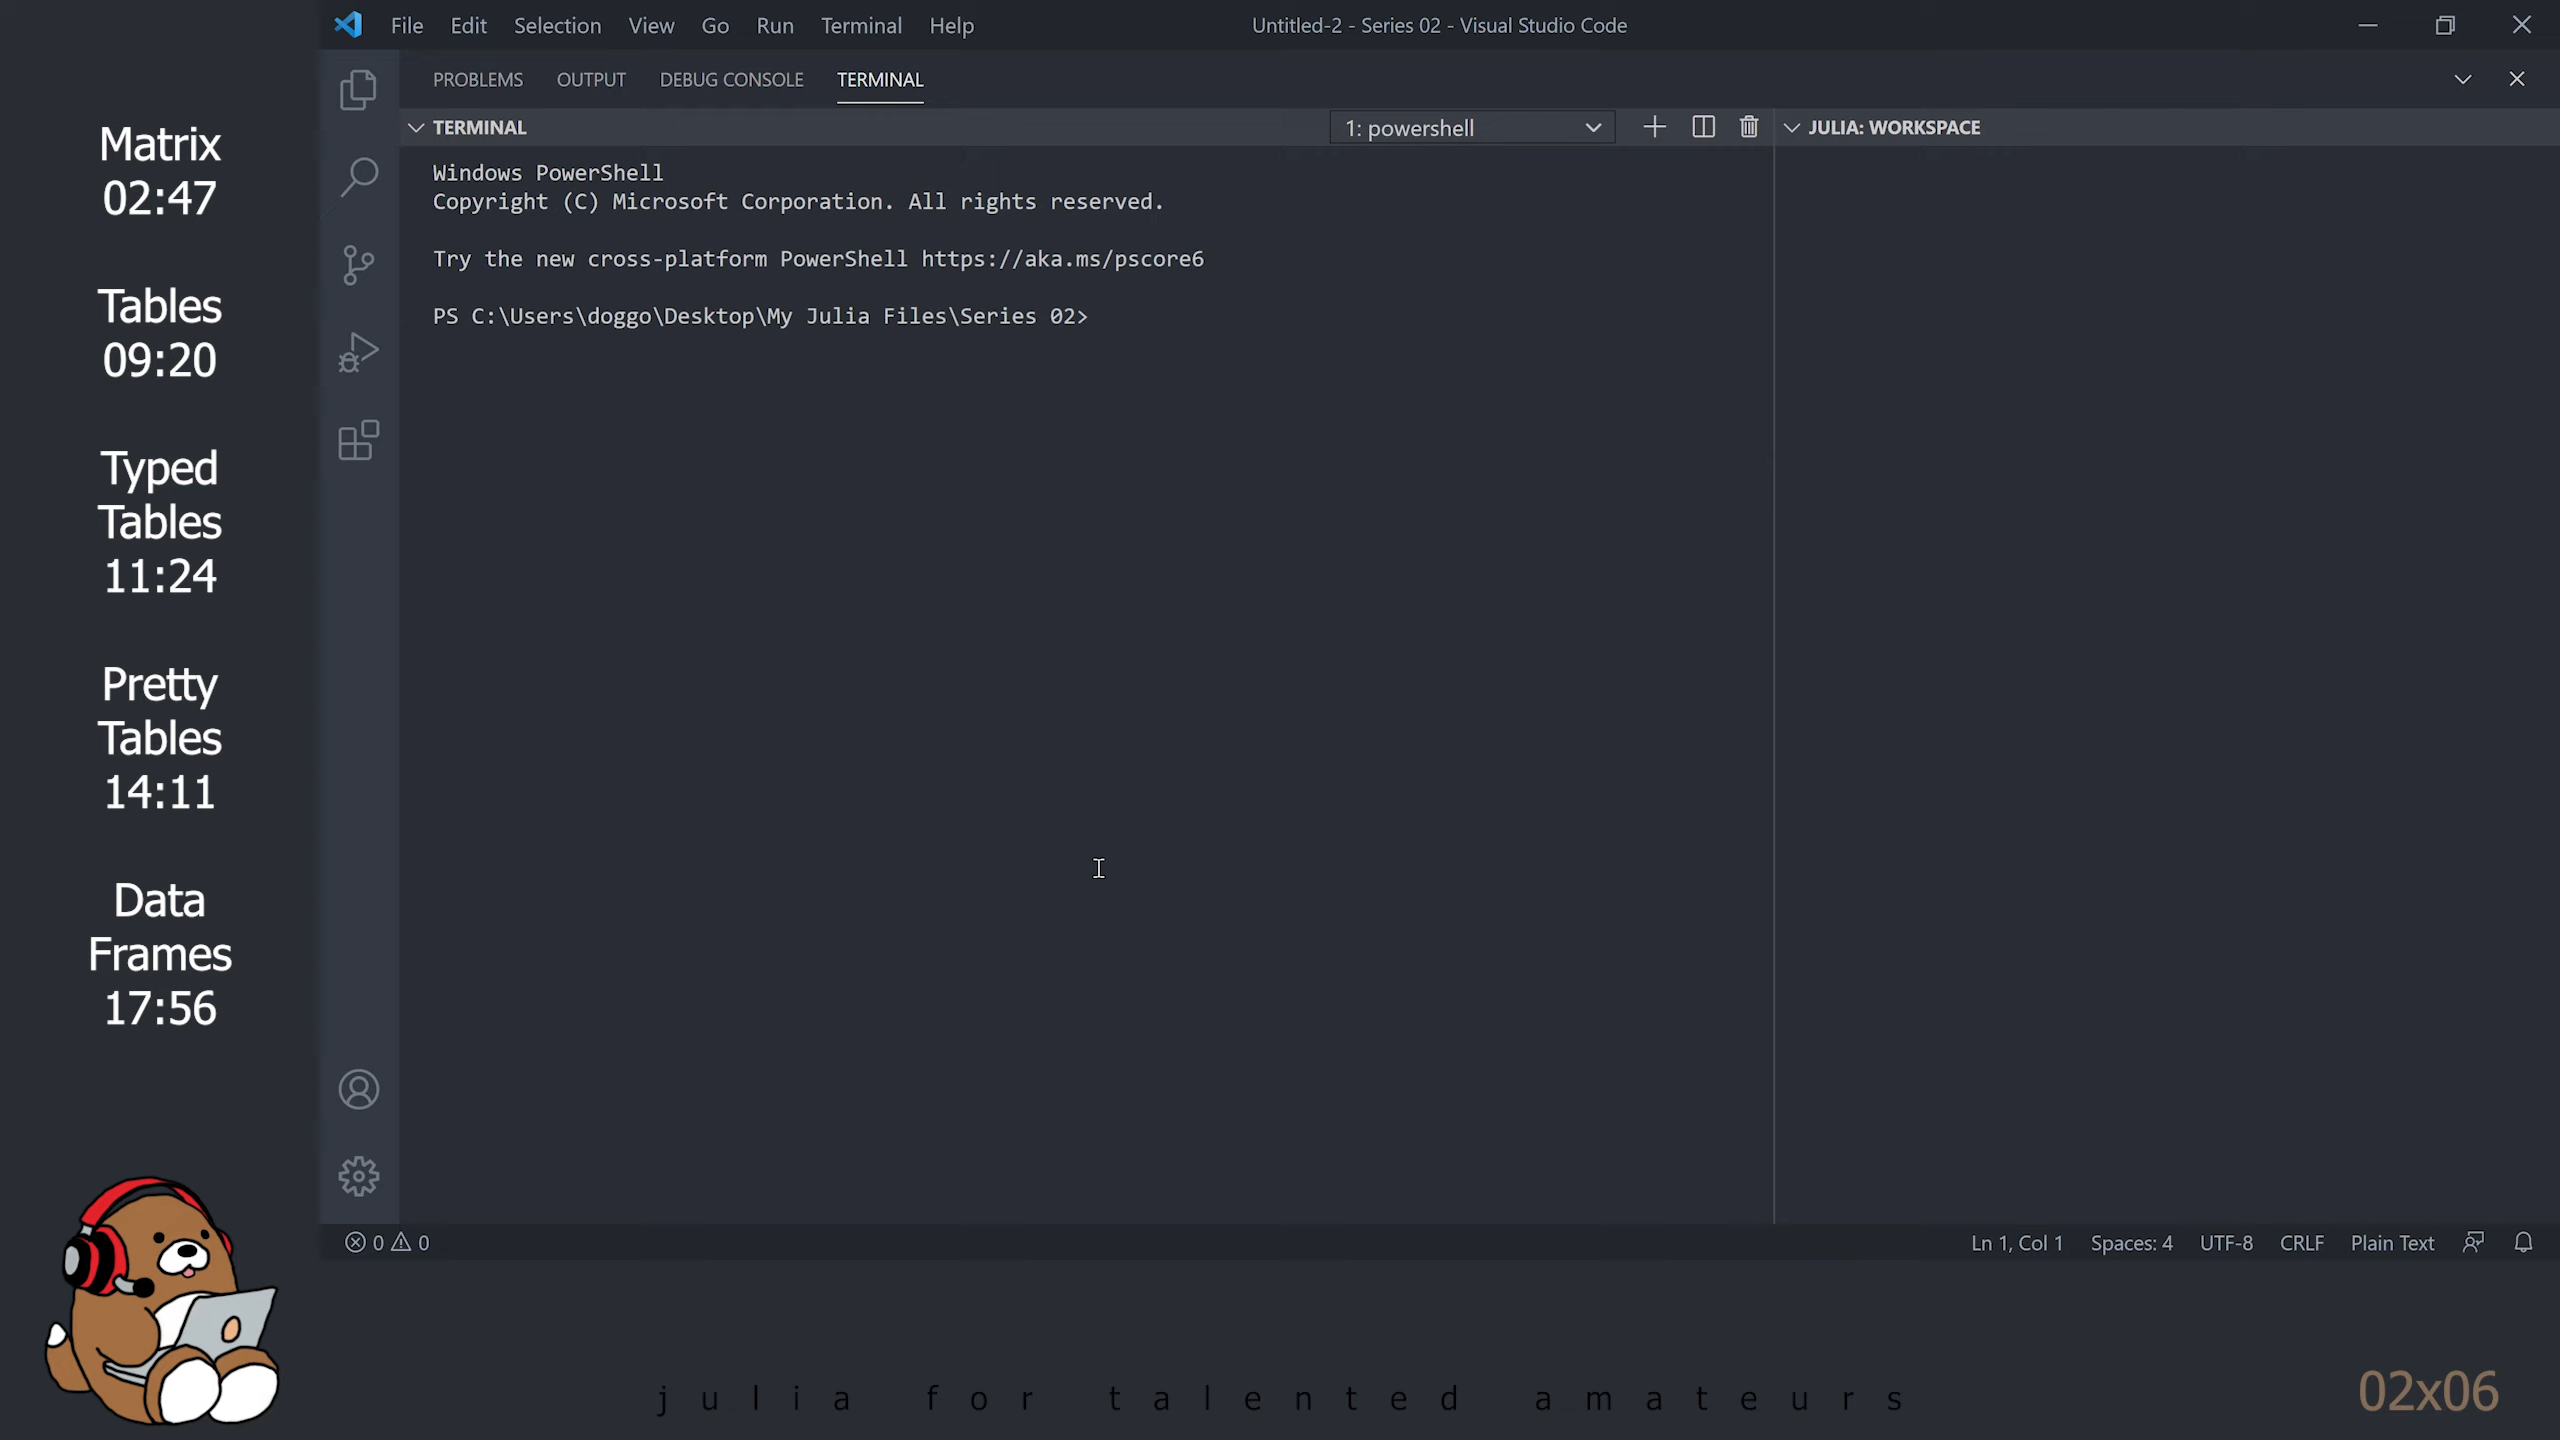 File Edit Selection View Go Run Terminal Help
Untitled-2 - Series 02 - Visual Studio Code
PROBLEMS OUTPUT DEBUG CONSOLE TERMINAL
TERMINAL
1: powershell
JULIA: WORKSPACE
Windows PowerShell
Copyright (C) Microsoft Corporation. All rights reserved.
Try the new cross-platform PowerShell https://aka.ms/pscore6
PS C:\Users\doggo\Desktop\My Julia Files\Series 02>
Matrix
02:47
Tables
09:20
Typed
Tables
11:24
Pretty
Tables
14:11
Data
Frames
17:56
0 0
Ln 1, Col 1 Spaces: 4 UTF-8 CRLF Plain Text
julia for talented amateurs
02x06